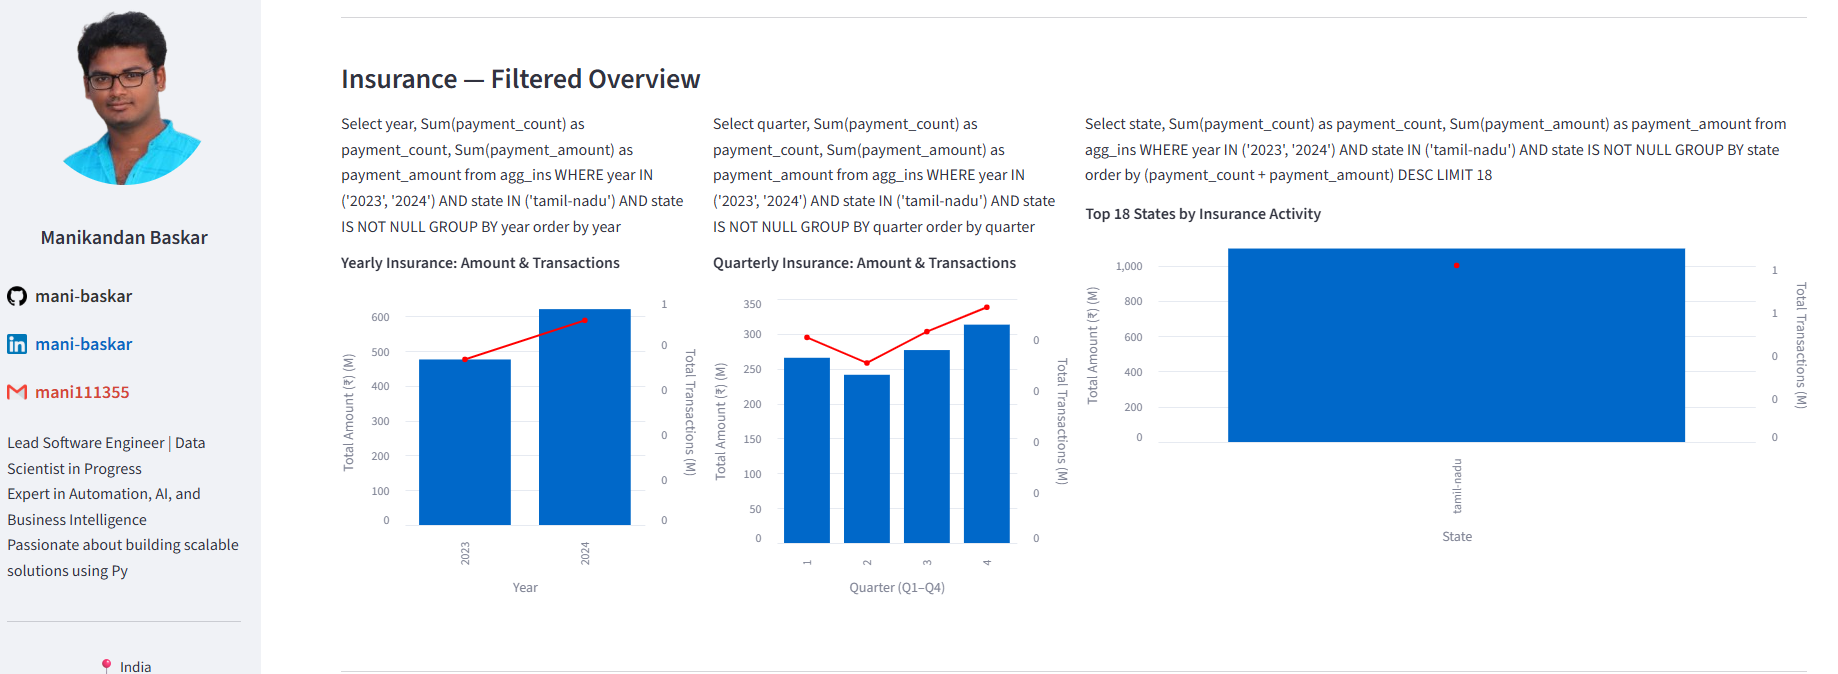 Manikandan Baskar
mani-baskar
mani-baskar
mani111355
Lead Software Engineer | Data
Scientist in Progress
Expert in Automation, AI, and
Business Intelligence
Passionate about building scalable
solutions using Py
India
Insurance — Filtered Overview
Select year, Sum(payment_count) as
payment_count, Sum(payment_amount) as
payment_amount from agg_ins WHERE year IN
('2023', '2024') AND state IN ('tamil-nadu') AND state
IS NOT NULL GROUP BY year order by year
Yearly Insurance: Amount & Transactions
Total Amount (₹) (M)
600
500
400
300
200
100
0
1
0
0
0
0
0
Total Transactions (M)
2023
2024
Year
Select quarter, Sum(payment_count) as
payment_count, Sum(payment_amount) as
payment_amount from agg_ins WHERE year IN
('2023', '2024') AND state IN ('tamil-nadu') AND state
IS NOT NULL GROUP BY quarter order by quarter
Quarterly Insurance: Amount & Transactions
Total Amount (₹) (M)
350
300
250
200
150
100
50
0
0
0
0
0
0
Total Transactions (M)
1
2
3
4
Quarter (Q1–Q4)
Select state, Sum(payment_count) as payment_count, Sum(payment_amount) as payment_amount from
agg_ins WHERE year IN ('2023', '2024') AND state IN ('tamil-nadu') AND state IS NOT NULL GROUP BY state
order by (payment_count + payment_amount) DESC LIMIT 18
Top 18 States by Insurance Activity
Total Amount (₹) (M)
1,000
800
600
400
200
0
1
1
0
0
0
Total Transactions (M)
tamil-nadu
State